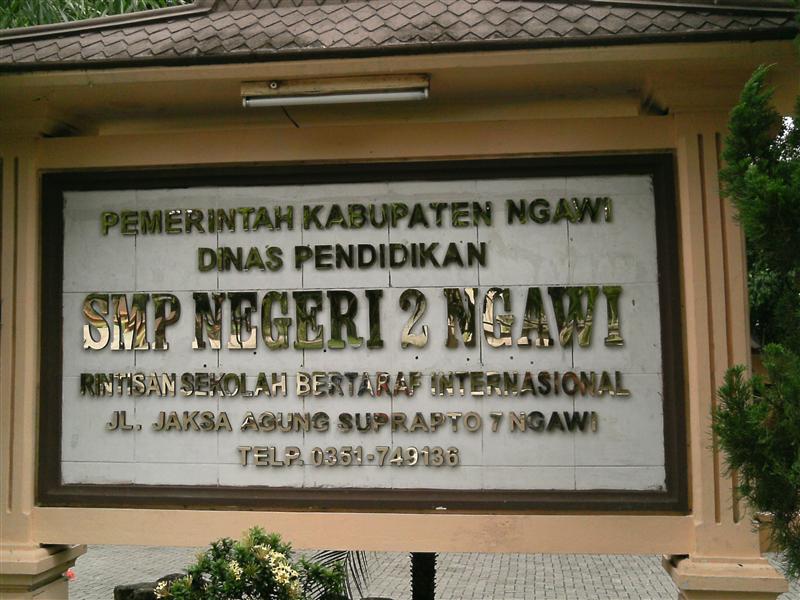 PEMERINTAH KABUPATEN NGAWI
DINAS PENDIDIKAN
SMP NEGERI 2 NGAWI
RINTISAN SEKOLAH BERTARAF INTERNASIONAL
JL. JAKSA AGUNG SUPRAPTO 7 NGAWI
TELP. 0351-749136